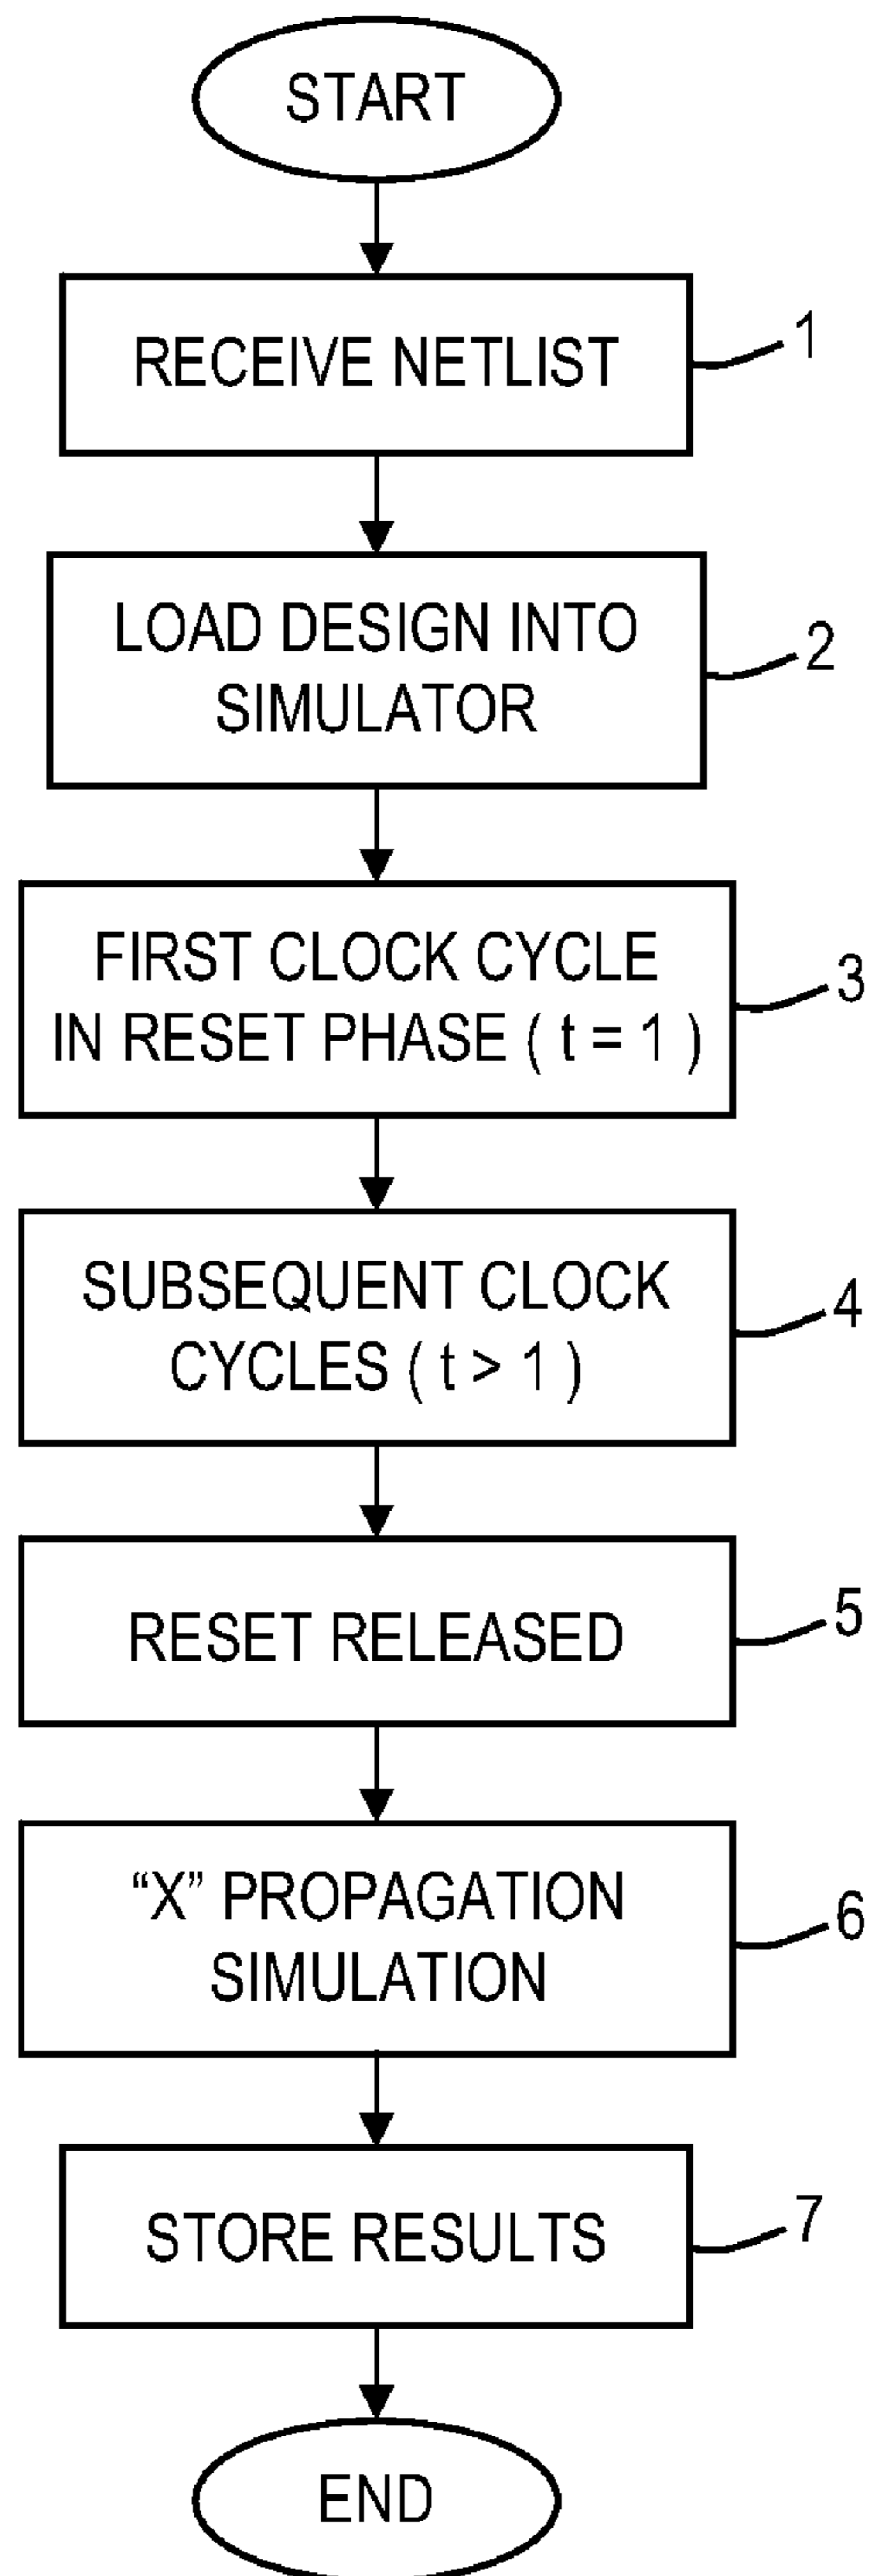 START
RECEIVE NETLIST
1
LOAD DESIGN INTO
SIMULATOR
2
FIRST CLOCK CYCLE
IN RESET PHASE ( t = 1 )
3
SUBSEQUENT CLOCK
CYCLES ( t > 1 )
4
RESET RELEASED
5
“X” PROPAGATION
SIMULATION
6
STORE RESULTS
7
END